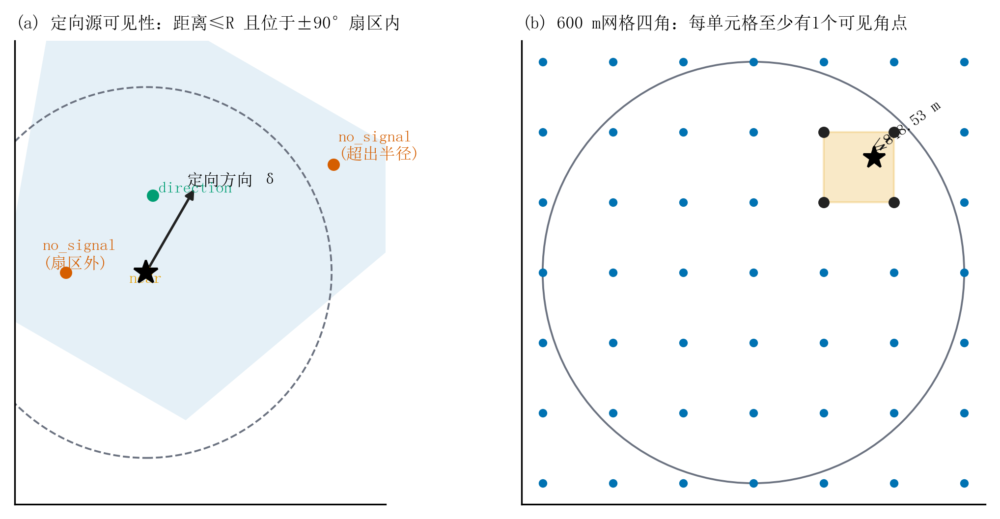 (a) 定向源可见性：距离≤R 且位于±90° 扇区内
no_signal
(超出半径)
定向方向 δ
direction
no_signal
(扇区外)
near
(b) 600 m网格四角：每单元格至少有1个可见角点
≤848.53 m